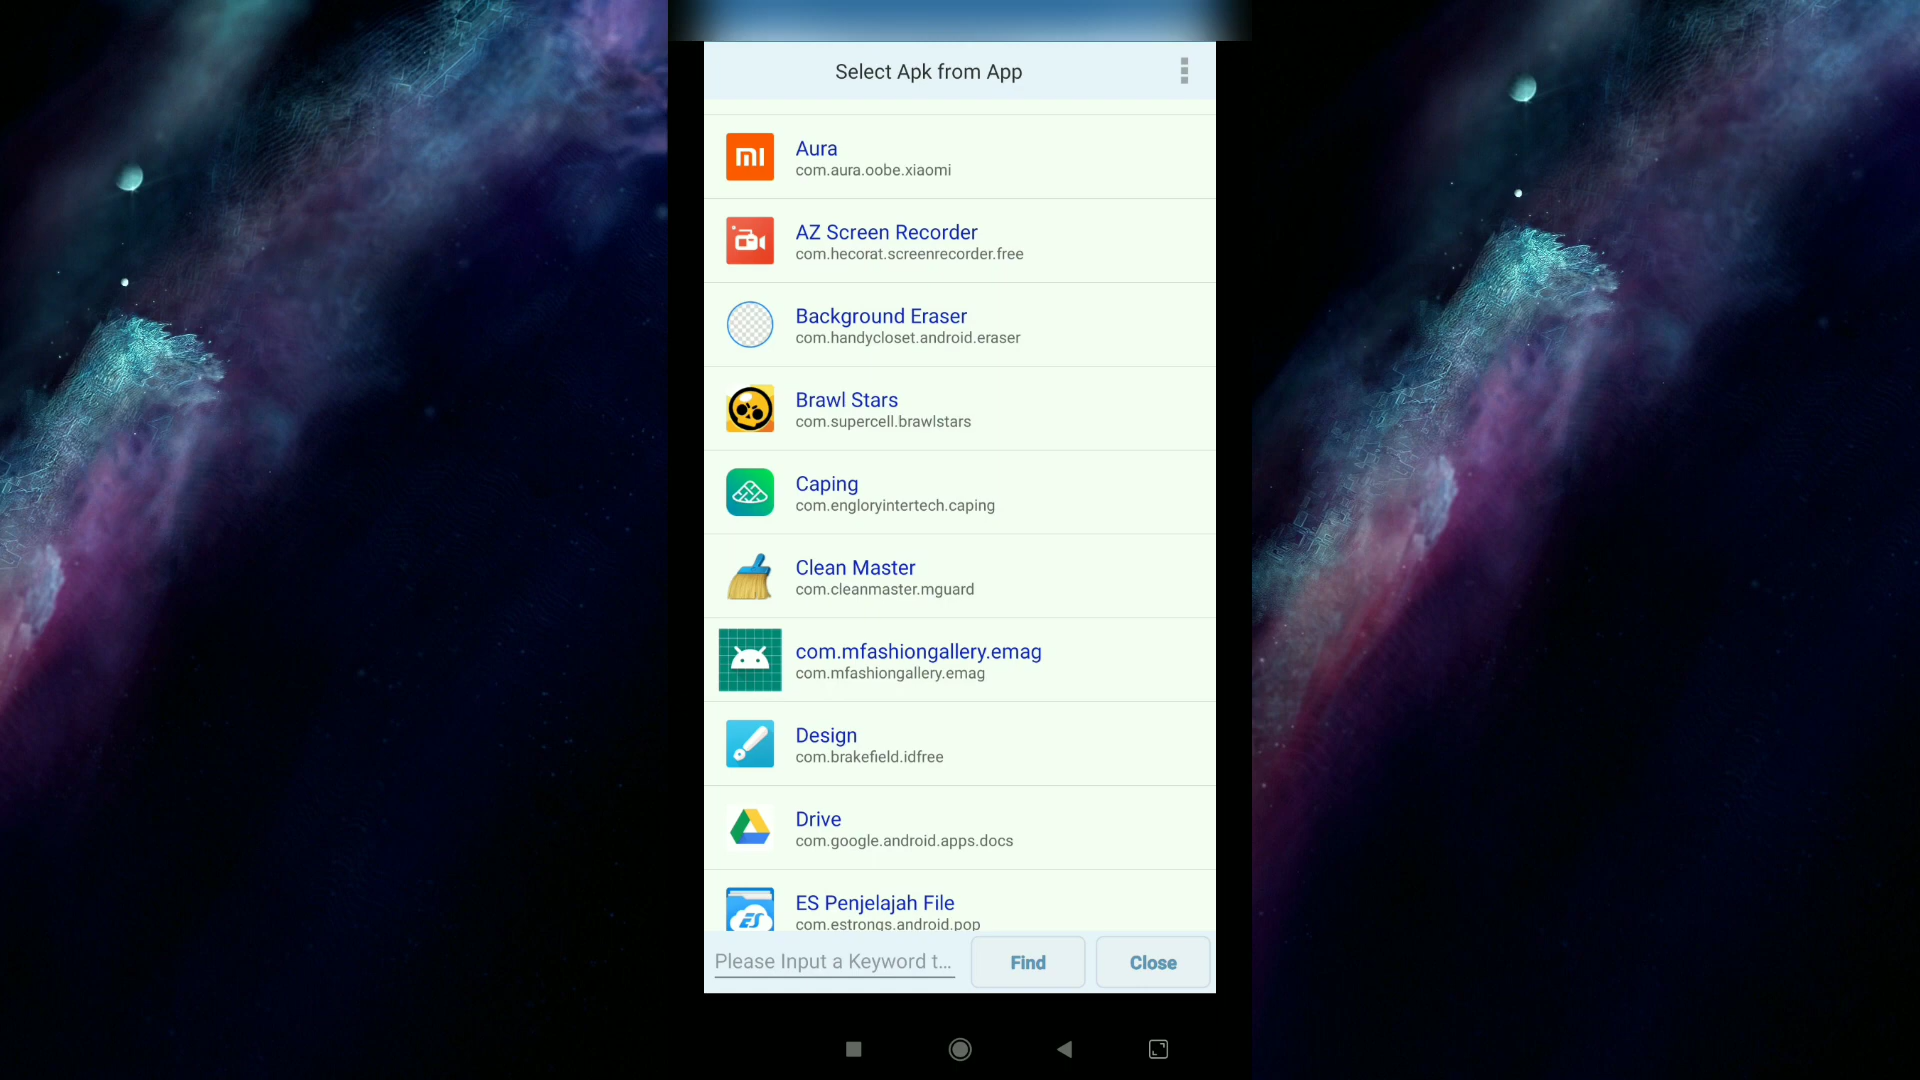 Select Apk from App
Aura
com.aura.oobe.xiaomi
AZ Screen Recorder
com.hecorat.screenrecorder.free
Background Eraser
com.handycloset.android.eraser
Brawl Stars
com.supercell.brawlstars
Caping
com.engloryintertech.caping
Clean Master
com.cleanmaster.mguard
com.mfashiongallery.emag
com.mfashiongallery.emag
Design
com.brakefield.idfree
Drive
com.google.android.apps.docs
ES Penjelajah File
com.estrongs.android.pop
Please Input a Keyword t...
Find
Close